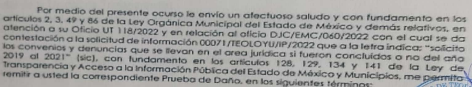 Por medio del presente ocurso le envío un afectuoso saludo y con fundamento en los
artículos 2, 3, 49 y 86 de la Ley Orgánica Municipal del Estado de México y demás relativos, en
atención a su Oficio UT 118/2022 y en relación al oficio DJC/EMC/060/2022 con el cual se da
contestación a la solicitud de información 00071/TEOLOYU/IP/2022 que a la letra indica: "solicito
los convenios y denuncias que se llevan en el area jurídica si fueron concluidos o no del año
2019 al 2021" (sic), con fundamento en los artículos 128, 129, 134 y 141 de la Ley de
Transparencia y Acceso a la Información Pública del Estado de México y Municipios, me permito
remitir a usted la correspondiente Prueba de Daño, en los siguientes términos: